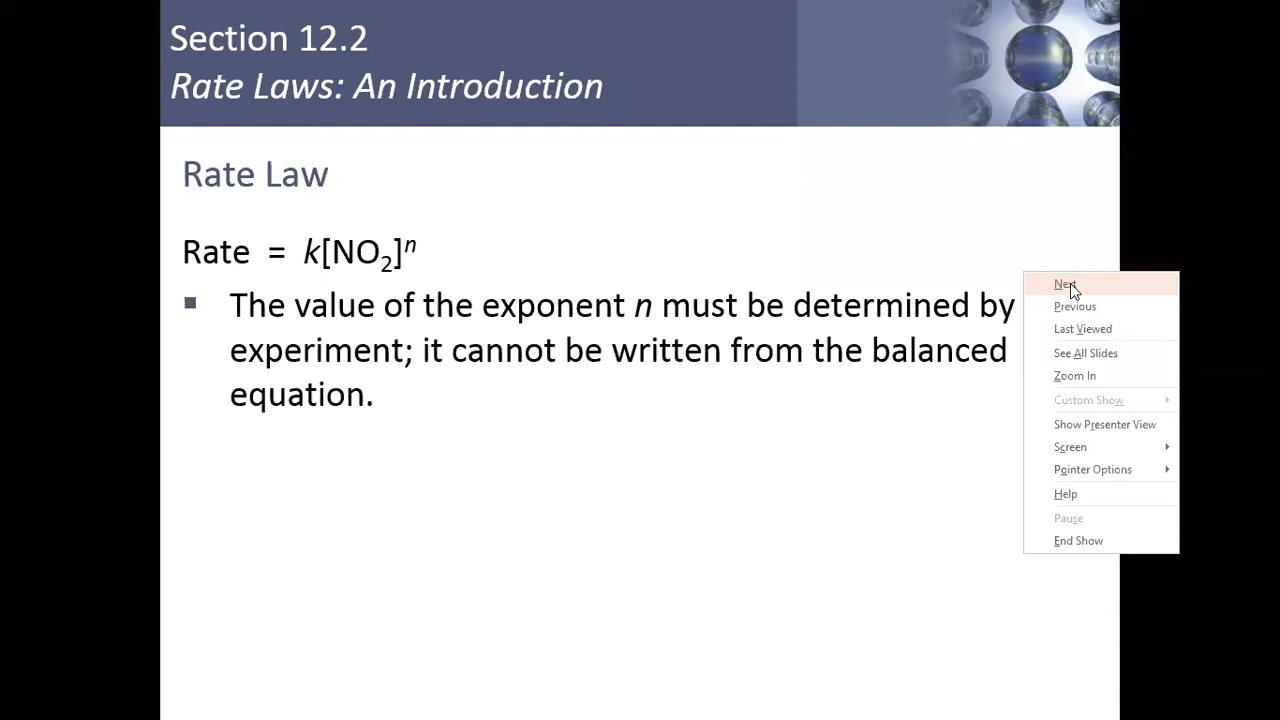 Section 12.2
Rate Laws: An Introduction
Rate Law
Rate = k[NO₂]ⁿ
▪ The value of the exponent n must be determined by
experiment; it cannot be written from the balanced
equation.
Next
Previous
Last Viewed
See All Slides
Zoom In
Custom Show
Show Presenter View
Screen
Pointer Options
Help
Pause
End Show